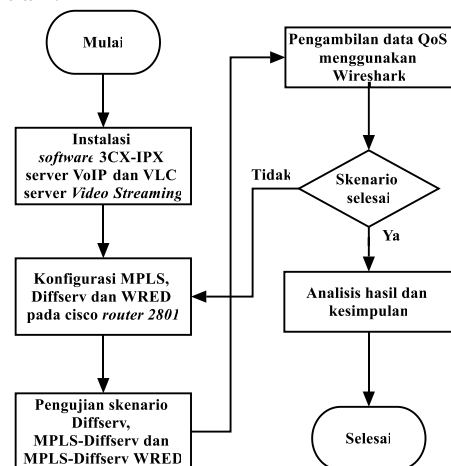 Mulai
Instalasi
software 3CX-IPX
server VoIP dan VLC
server Video Streaming
Konfigurasi MPLS,
Diffserv dan WRED
pada cisco router 2801
Pengujian skenario
Diffserv,
MPLS-Diffserv dan
MPLS-Diffserv WRED
Pengambilan data QoS
menggunakan
Wireshark
Tidak
Skenario
selesai
Ya
Analisis hasil dan
kesimpulan
Selesai